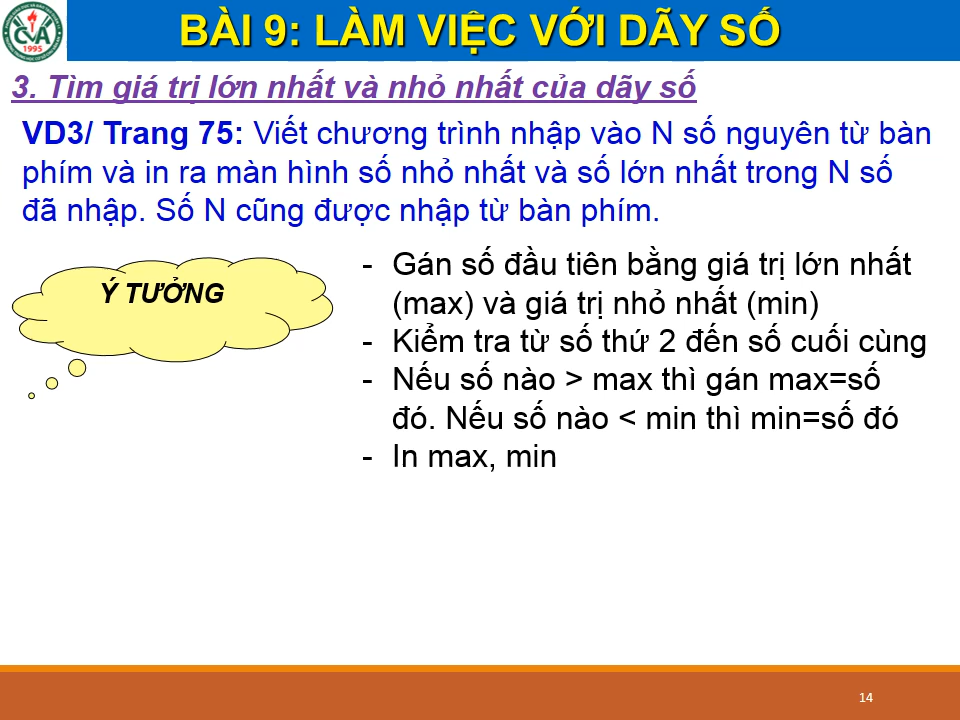 BÀI 9: LÀM VIỆC VỚI DÃY SỐ
CVA
1995
3. Tìm giá trị lớn nhất và nhỏ nhất của dãy số
VD3/ Trang 75: Viết chương trình nhập vào N số nguyên từ bàn
phím và in ra màn hình số nhỏ nhất và số lớn nhất trong N số
đã nhập. Số N cũng được nhập từ bàn phím.
Ý TƯỞNG
- Gán số đầu tiên bằng giá trị lớn nhất
(max) và giá trị nhỏ nhất (min)
- Kiểm tra từ số thứ 2 đến số cuối cùng
- Nếu số nào > max thì gán max=số
đó. Nếu số nào < min thì min=số đó
- In max, min
14